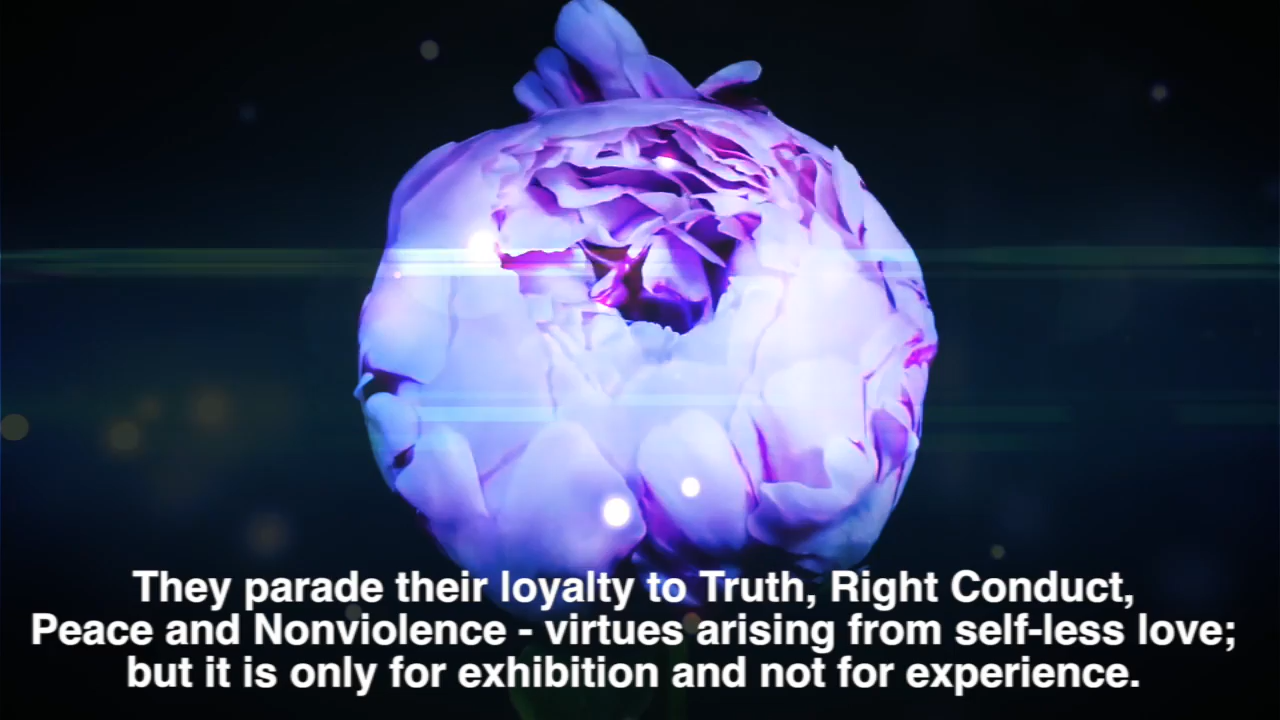 They parade their loyalty to Truth, Right Conduct,
Peace and Nonviolence - virtues arising from self-less love;
but it is only for exhibition and not for experience.